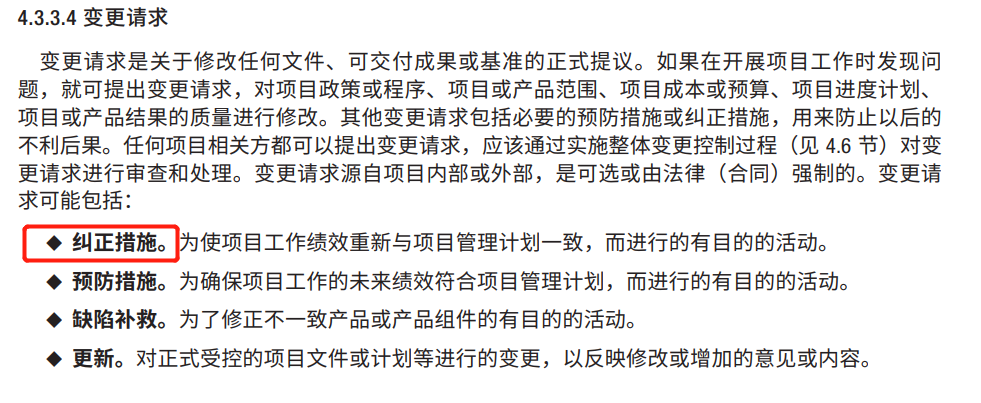 4.3.3.4 变更请求
变更请求是关于修改任何文件、可交付成果或基准的正式提议。如果在开展项目工作时发现问
题，就可提出变更请求，对项目政策或程序、项目或产品范围、项目成本或预算、项目进度计划、
项目或产品结果的质量进行修改。其他变更请求包括必要的预防措施或纠正措施，用来防止以后的
不利后果。任何项目相关方都可以提出变更请求，应该通过实施整体变更控制过程（见 4.6 节）对变
更请求进行审查和处理。变更请求源自项目内部或外部，是可选或由法律（合同）强制的。变更请
求可能包括：
◆ 纠正措施。为使项目工作绩效重新与项目管理计划一致，而进行的有目的的活动。
◆ 预防措施。为确保项目工作的未来绩效符合项目管理计划，而进行的有目的的活动。
◆ 缺陷补救。为了修正不一致产品或产品组件的有目的的活动。
◆ 更新。对正式受控的项目文件或计划等进行的变更，以反映修改或增加的意见或内容。